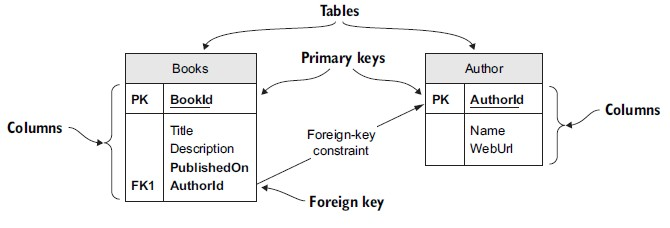 Tables
Books
Primary keys
Author
PK BookId
PK AuthorId
Columns
Columns
Title
Description
PublishedOn
FK1 AuthorId
Foreign-key
constraint
Name
WebUrl
Foreign key